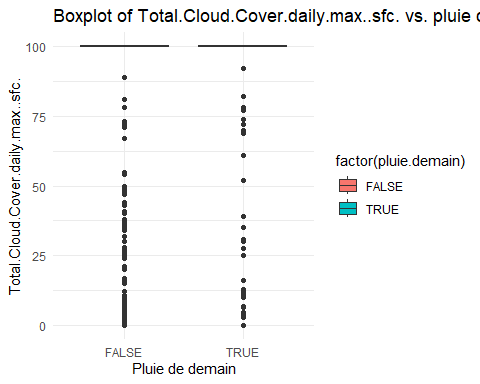 Boxplot of Total.Cloud.Cover.daily.max..sfc. vs. pluie d
Total.Cloud.Cover.daily.max..sfc.
100
75
50
25
0
FALSE TRUE
Pluie de demain
factor(pluie.demain)
FALSE
TRUE